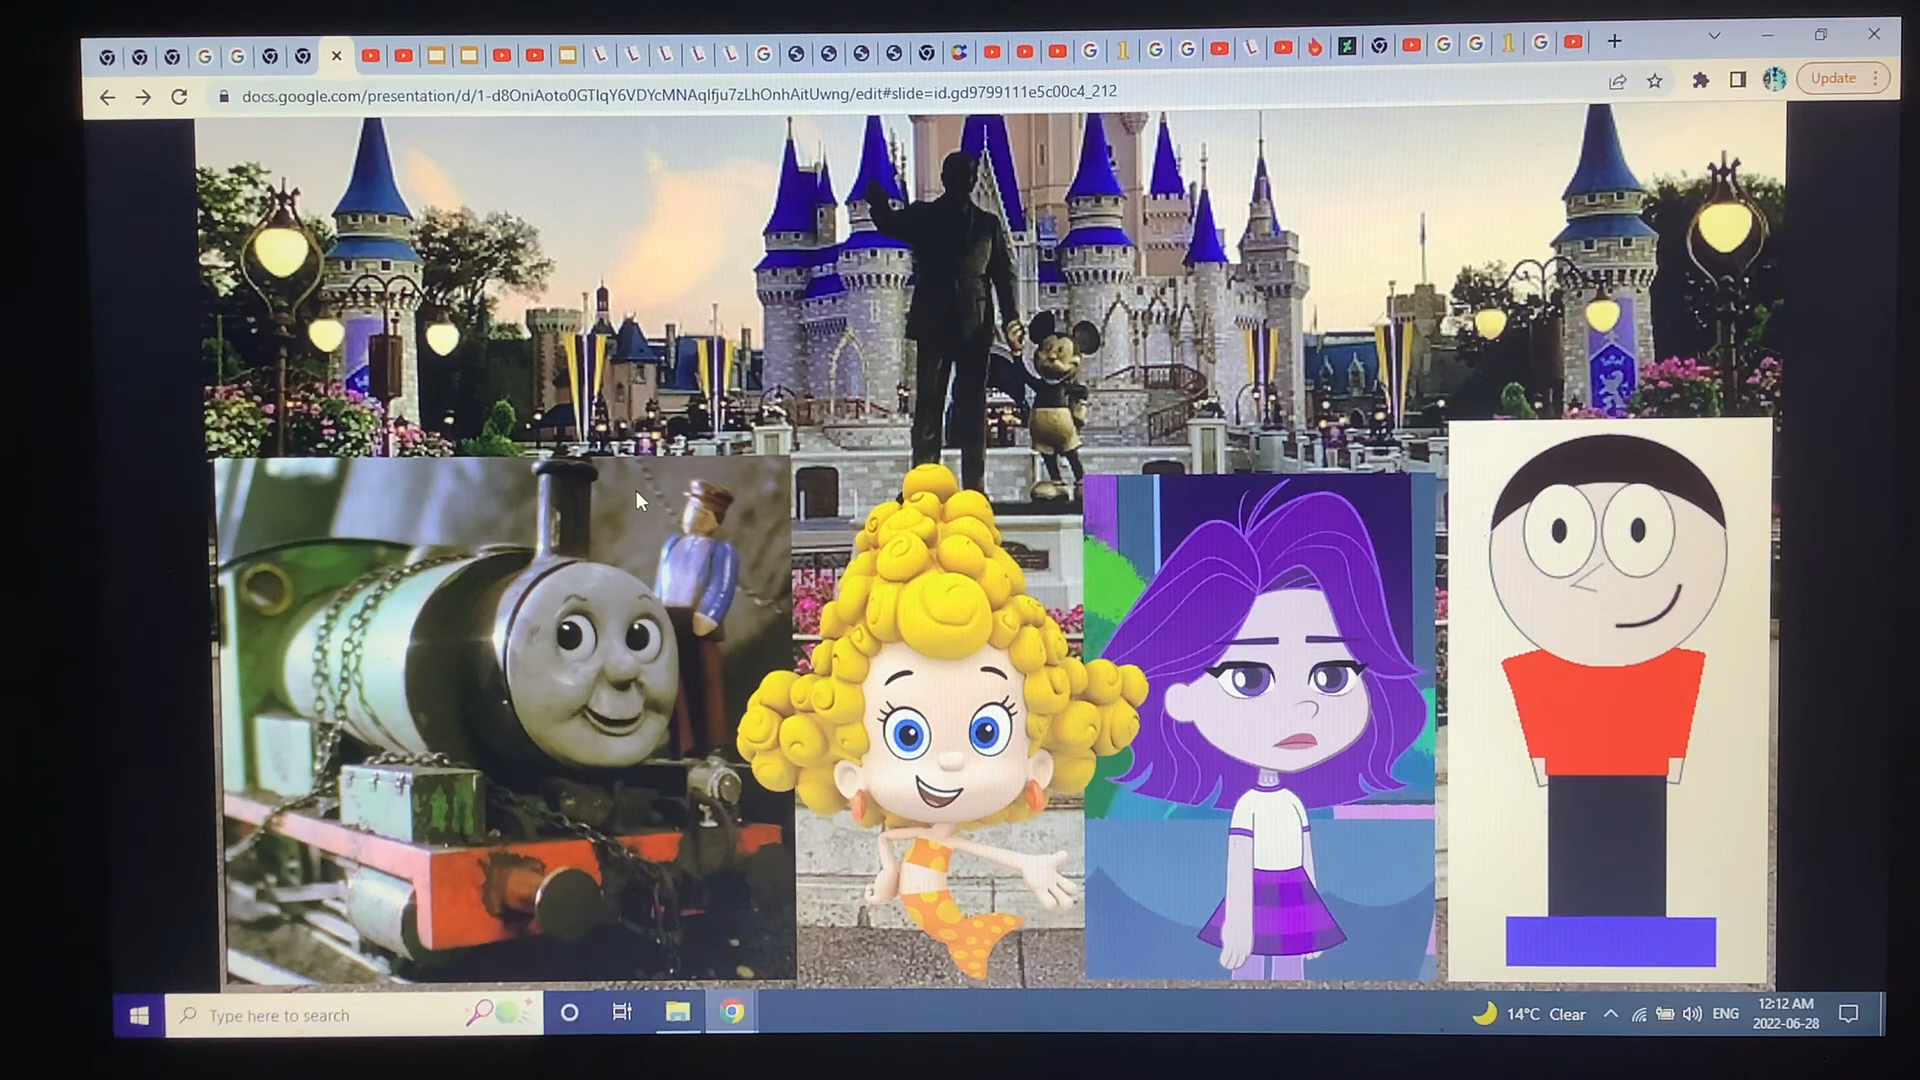 docs.google.com/presentation/d/1-d8OniAoto0GTIqY6VDYcMNAqIfju7zLhOnhAitUwng/edit#slide=id.gd9799111e5c00c4_212
Update
Type here to search
14°C Clear
ENG
12:12 AM
2022-06-28